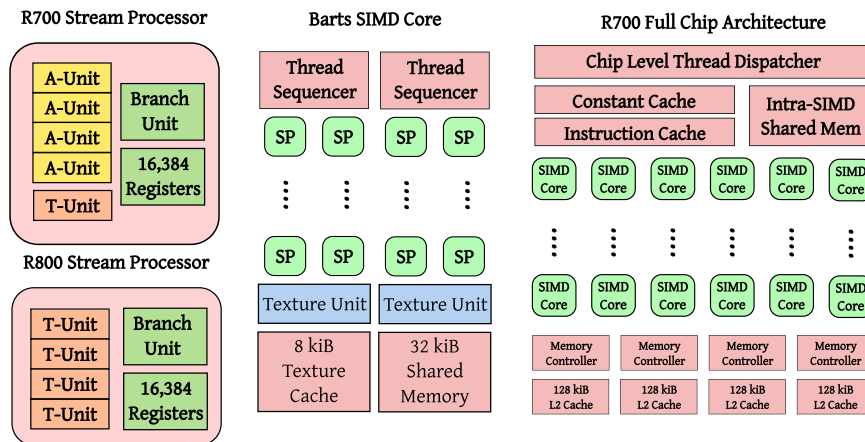 R700 Stream Processor
A-Unit
A-Unit
A-Unit
A-Unit
T-Unit
Branch
Unit
16,384
Registers
R800 Stream Processor
T-Unit
T-Unit
T-Unit
T-Unit
Branch
Unit
16,384
Registers
Barts SIMD Core
Thread
Sequencer
Thread
Sequencer
SP SP SP SP
SP SP SP SP
Texture Unit
Texture Unit
8 kiB
Texture
Cache
32 kiB
Shared
Memory
R700 Full Chip Architecture
Chip Level Thread Dispatcher
Constant Cache
Instruction Cache
Intra-SIMD
Shared Mem
SIMD
Core
SIMD
Core
SIMD
Core
SIMD
Core
SIMD
Core
SIMD
Core
SIMD
Core
SIMD
Core
SIMD
Core
SIMD
Core
SIMD
Core
SIMD
Core
Memory
Controller
Memory
Controller
Memory
Controller
Memory
Controller
128 kiB
L2 Cache
128 kiB
L2 Cache
128 kiB
L2 Cache
128 kiB
L2 Cache